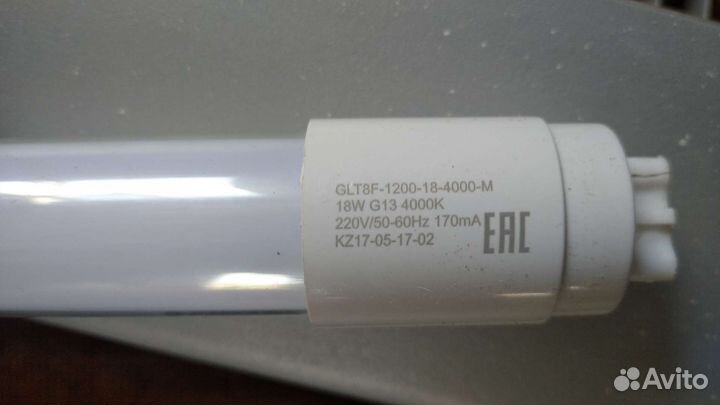 GLT8F-1200-18-4000-M
18W G13 4000K
220V/50-60Hz 170mA
KZ17-05-17-02
EAC
Avito